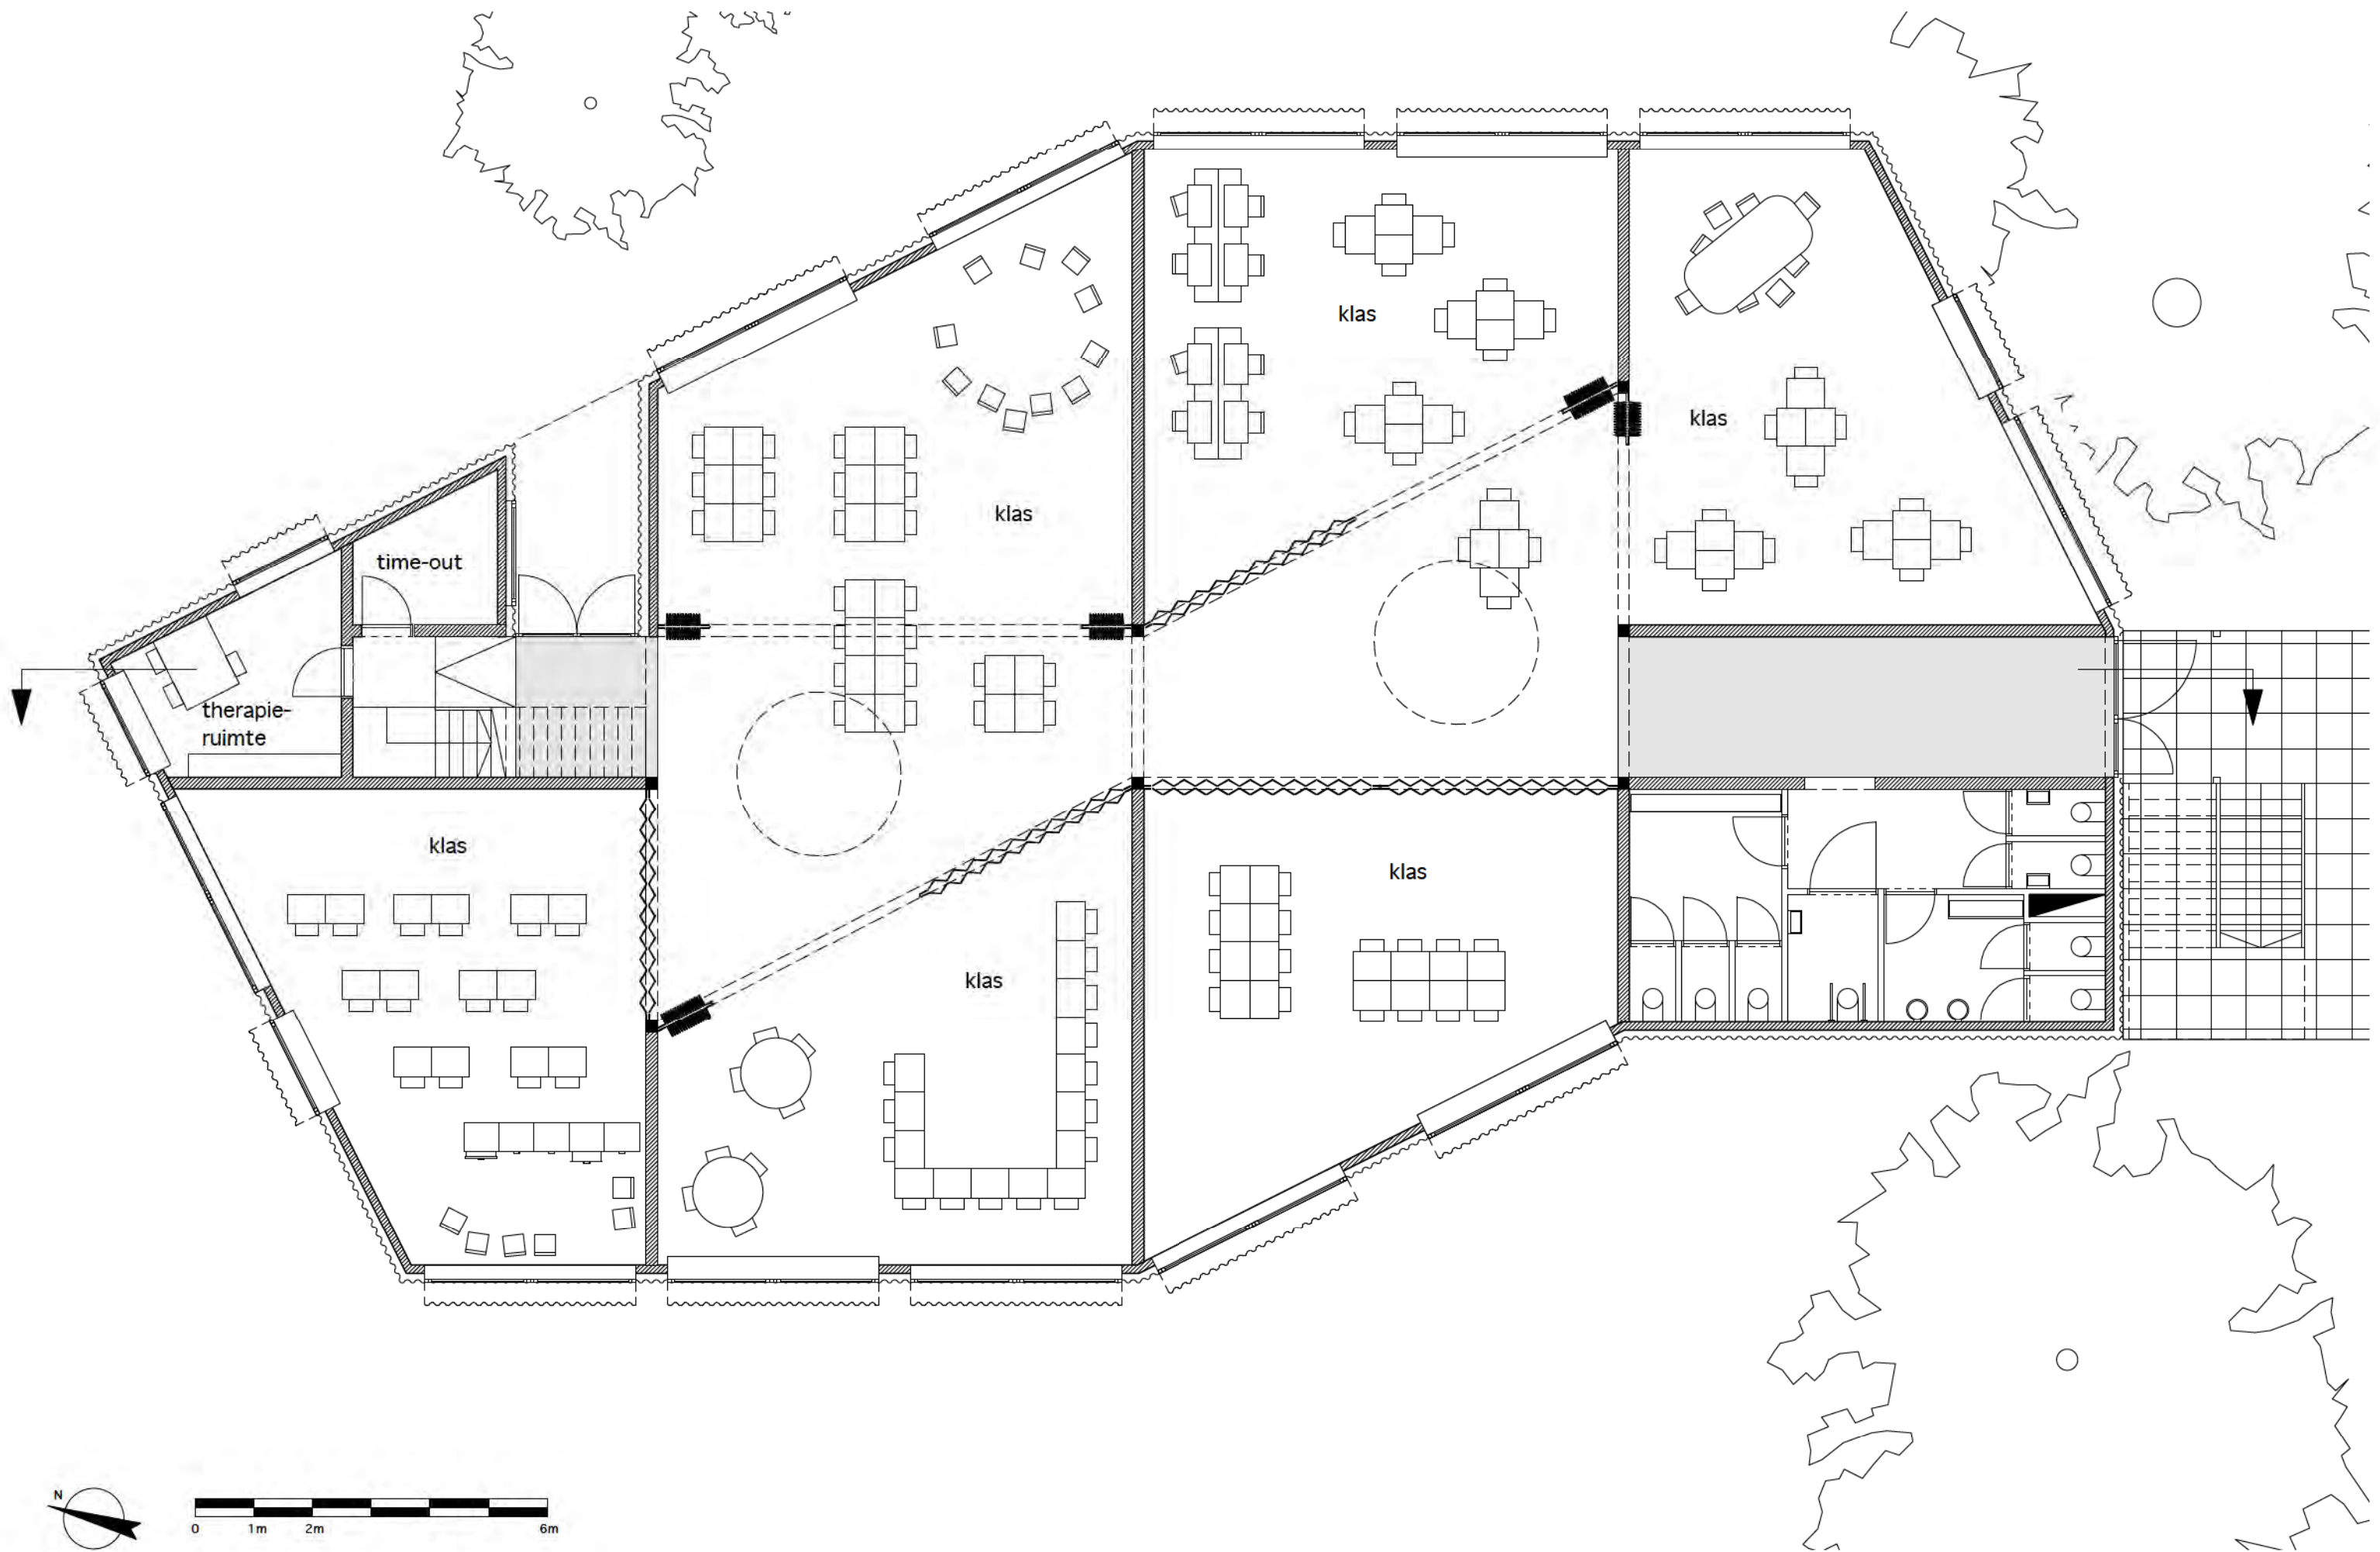 klas
klas
klas
time-out
therapie-
ruimte
klas
klas
klas
N
0 1m 2m 6m